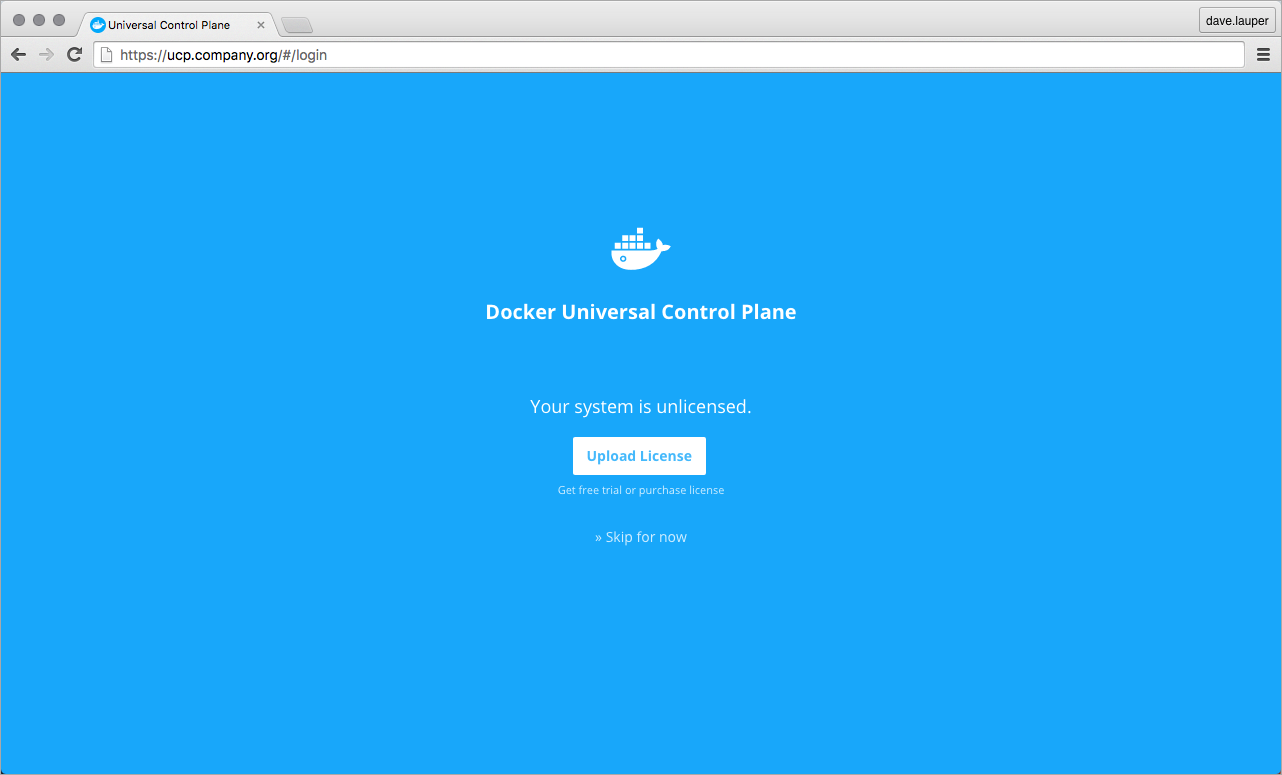 Universal Control Plane
dave.lauper
https://ucp.company.org/#/login
Docker Universal Control Plane
Your system is unlicensed.
Upload License
Get free trial or purchase license
» Skip for now